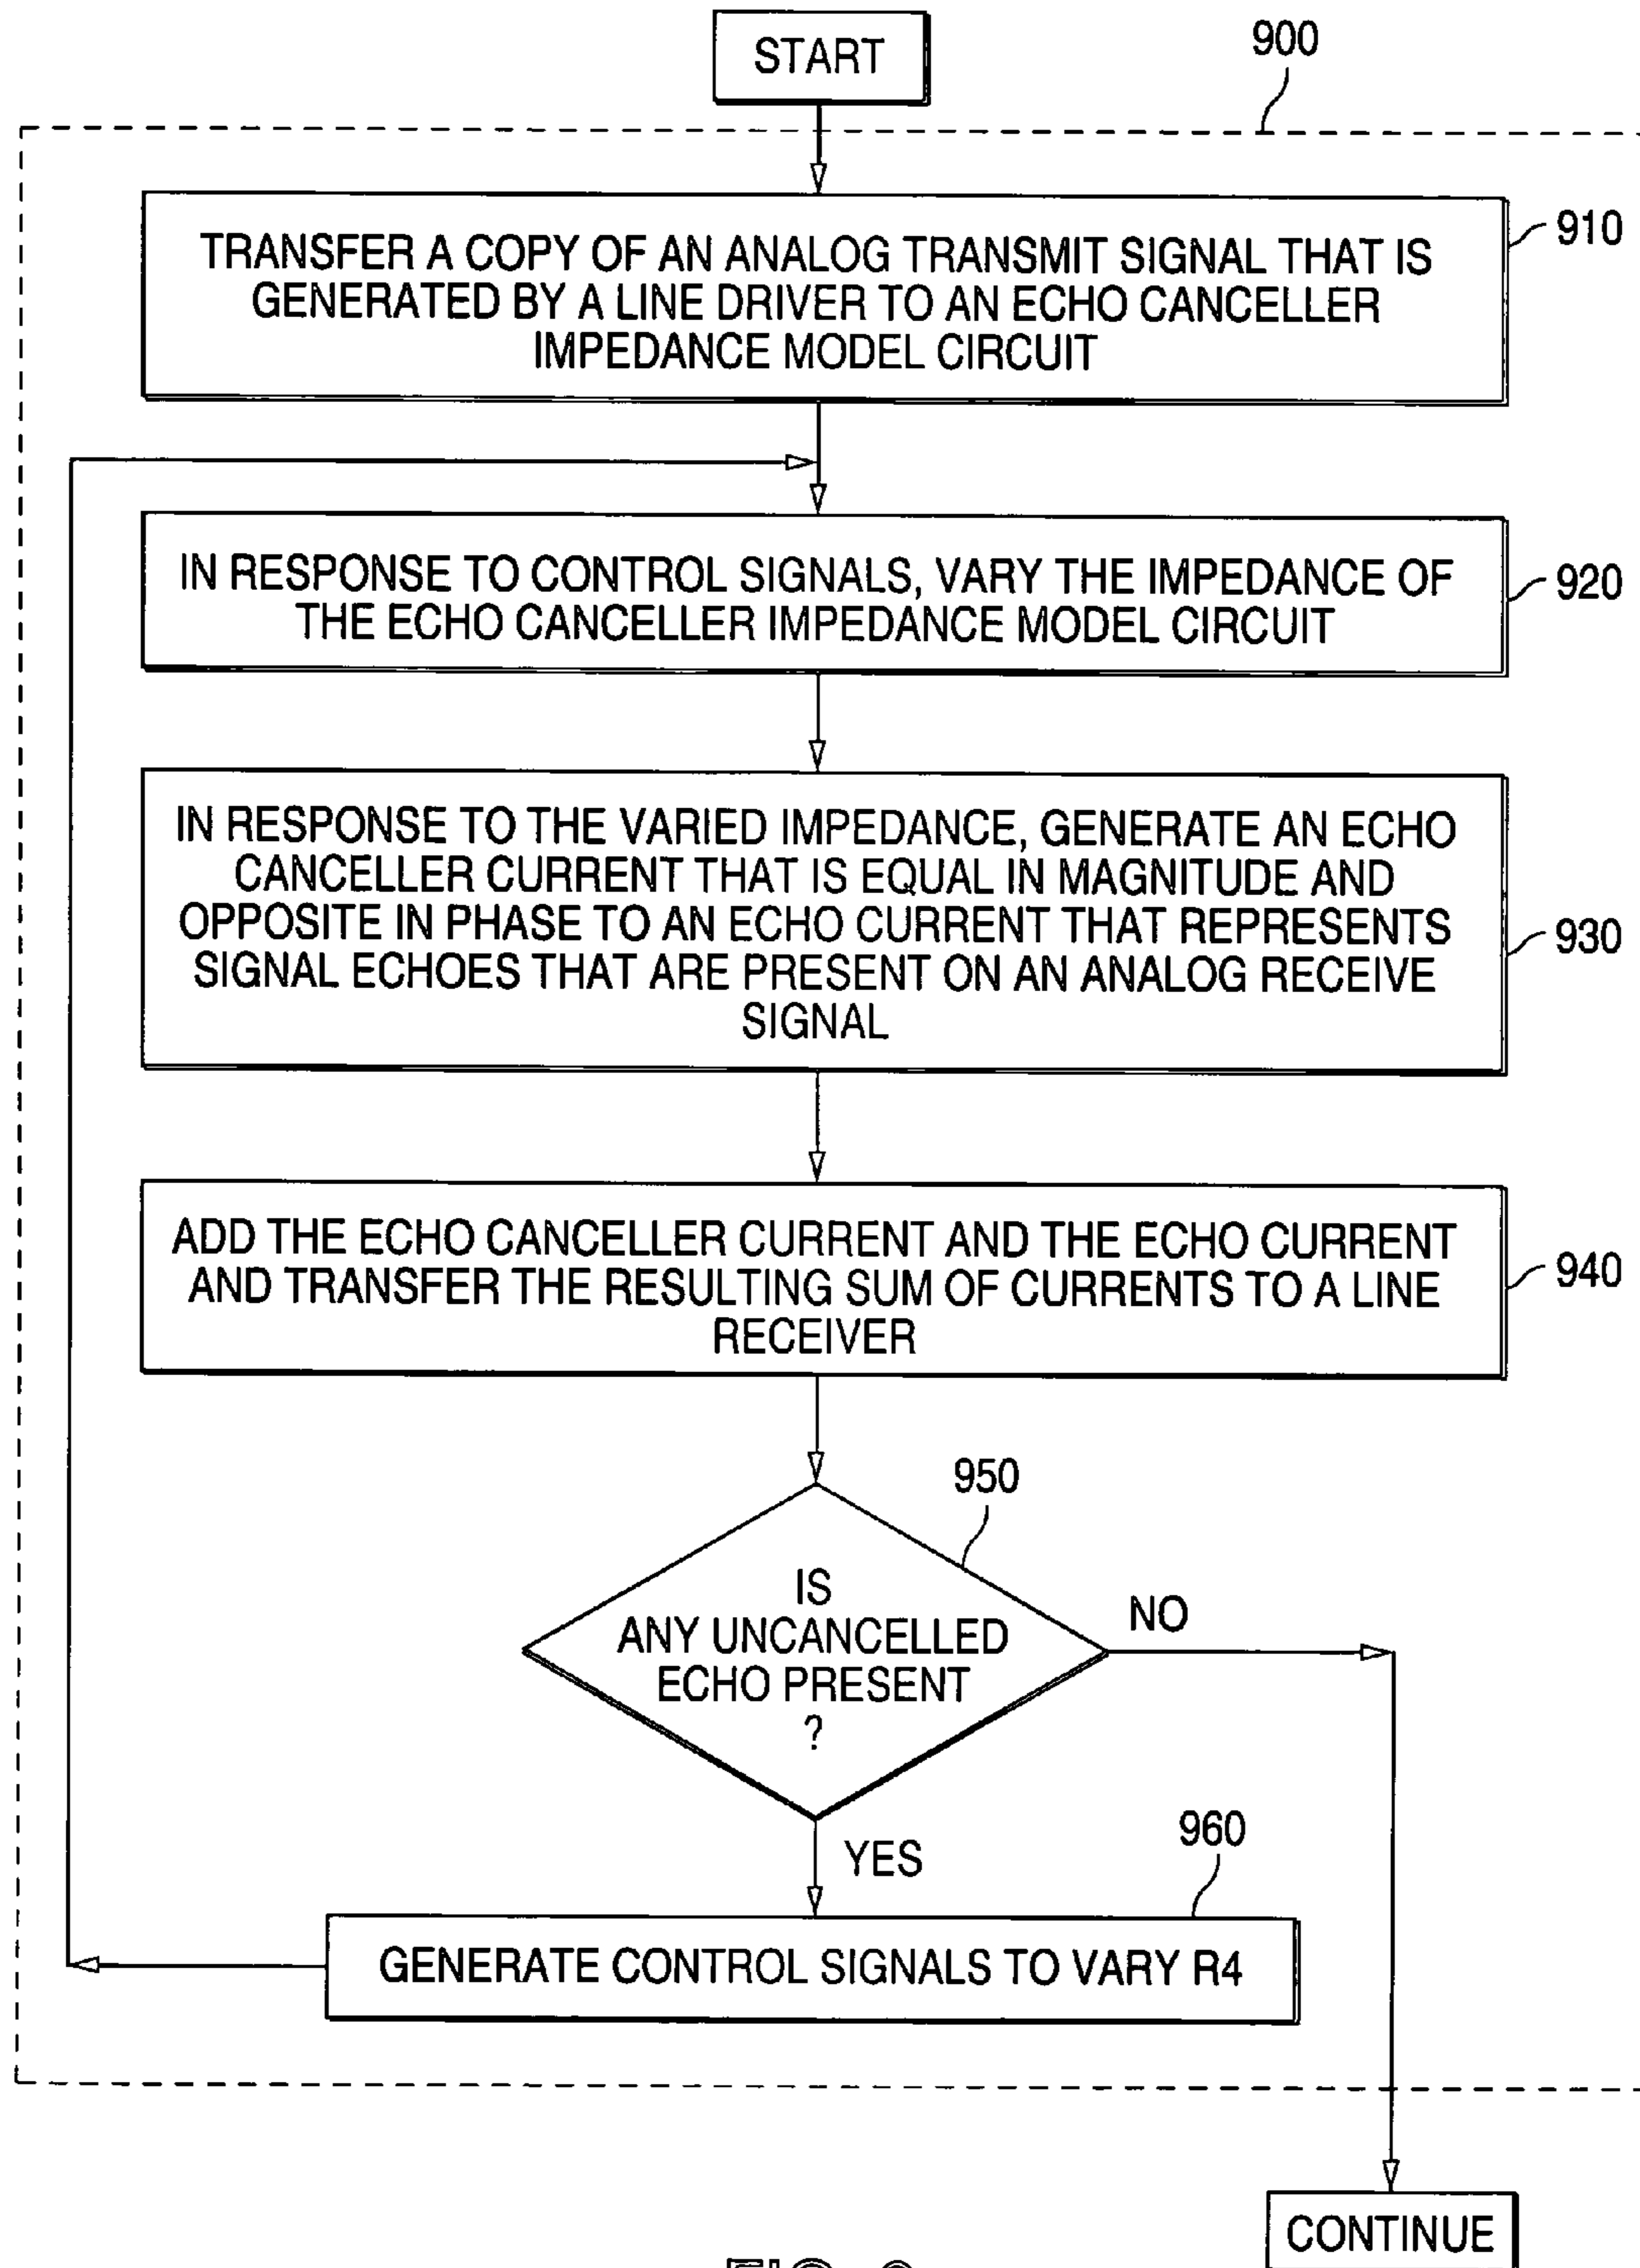 START
900
TRANSFER A COPY OF AN ANALOG TRANSMIT SIGNAL THAT IS
GENERATED BY A LINE DRIVER TO AN ECHO CANCELLER
IMPEDANCE MODEL CIRCUIT
910
IN RESPONSE TO CONTROL SIGNALS, VARY THE IMPEDANCE OF
THE ECHO CANCELLER IMPEDANCE MODEL CIRCUIT
920
IN RESPONSE TO THE VARIED IMPEDANCE, GENERATE AN ECHO
CANCELLER CURRENT THAT IS EQUAL IN MAGNITUDE AND
OPPOSITE IN PHASE TO AN ECHO CURRENT THAT REPRESENTS
SIGNAL ECHOES THAT ARE PRESENT ON AN ANALOG RECEIVE
SIGNAL
930
ADD THE ECHO CANCELLER CURRENT AND THE ECHO CURRENT
AND TRANSFER THE RESULTING SUM OF CURRENTS TO A LINE
RECEIVER
940
950
IS
ANY UNCANCELLED
ECHO PRESENT
?
NO
YES
960
GENERATE CONTROL SIGNALS TO VARY R4
CONTINUE